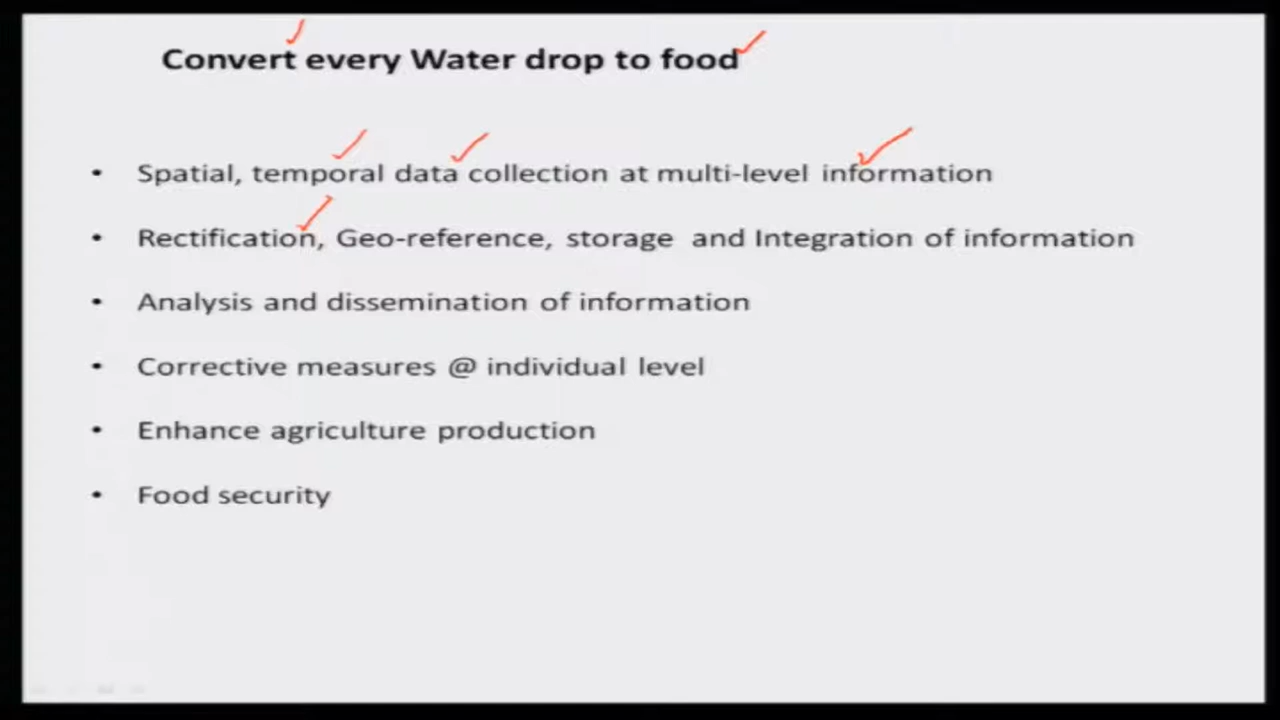 Convert every Water drop to food
• Spatial, temporal data collection at multi-level information
• Rectification, Geo-reference, storage and Integration of information
• Analysis and dissemination of information
• Corrective measures @ individual level
• Enhance agriculture production
• Food security